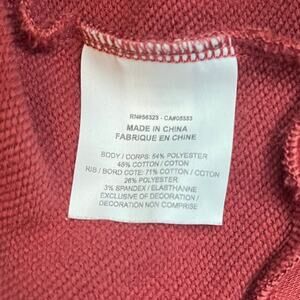 RN#56323 - CA#05553
MADE IN CHINA
FABRIQUE EN CHINE
BODY / CORPS: 54% POLYESTER
46% COTTON / COTON
RIB / BORD COTE: 71% COTTON / COTON
26% POLYESTER
3% SPANDEX / ELASTHANNE
EXCLUSIVE OF DECORATION /
DECORATION NON COMPRISE